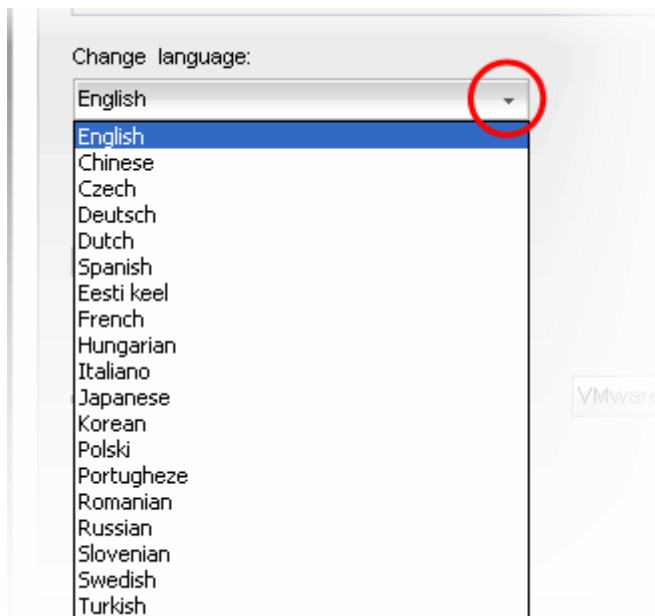 Change language:
English
English
Chinese
Czech
Deutsch
Dutch
Spanish
Eesti keel
French
Hungarian
Italiano
Japanese
Korean
Polski
Portugheze
Romanian
Russian
Slovenian
Swedish
Turkish
VMware